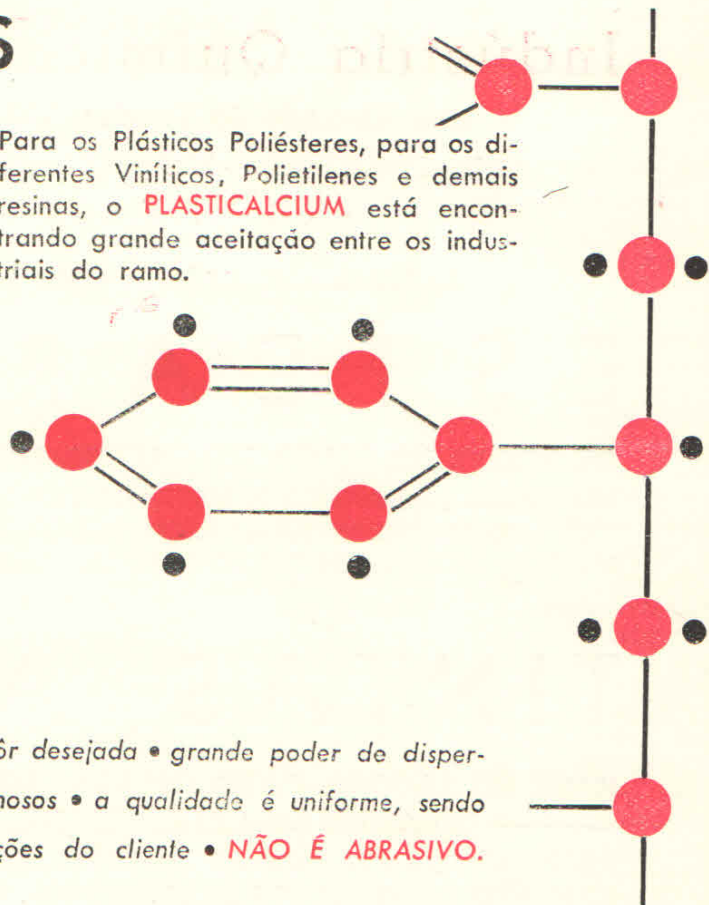 S
Para os Plásticos Poliésteres, para os di-
ferentes Vinílicos, Polietilenes e demais
resinas, o PLASTICALCIUM está encon-
trando grande aceitação entre os indus-
triais do ramo.
ôr desejada • grande poder de disper-
nosos • a qualidade é uniforme, sendo
ções do cliente • NÃO É ABRASIVO.